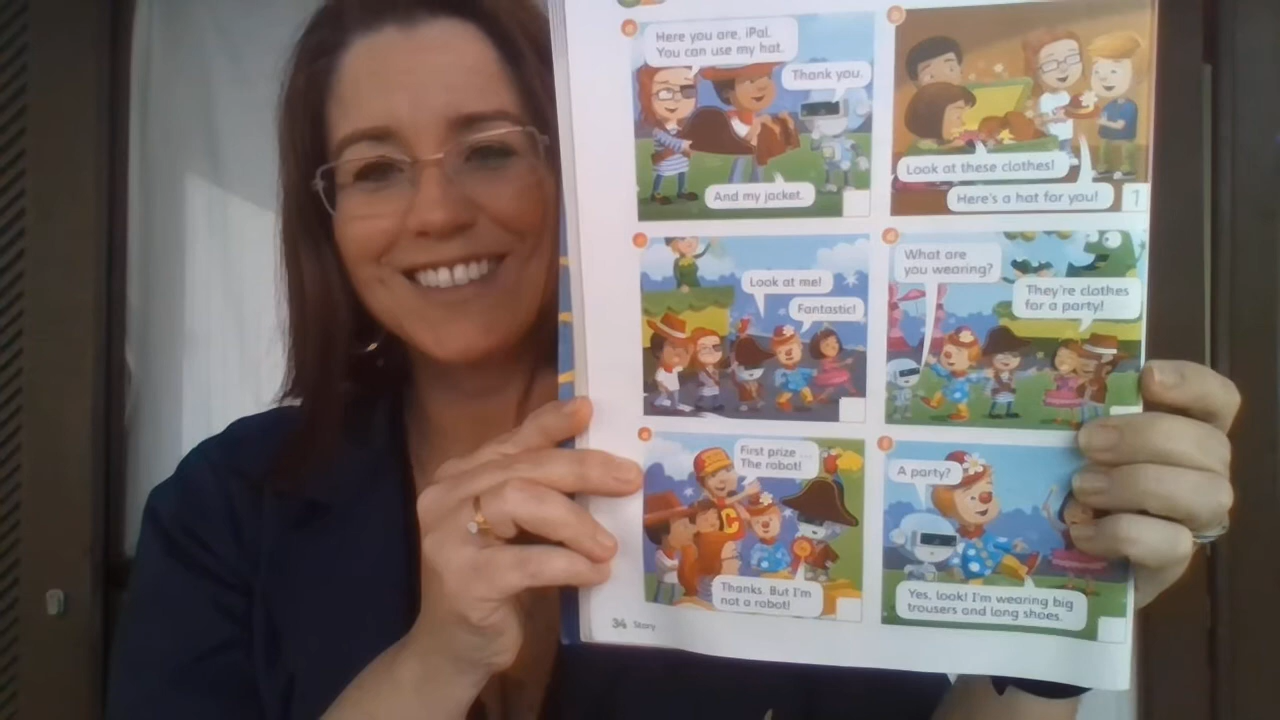 Here you are, iPal.
You can use my hat.
Thank you.
And my jacket.
Look at these clothes!
Here's a hat for you!
1
Look at me!
Fantastic!
What are
you wearing?
They're clothes
for a party!
First prize ...
The robot!
C
Thanks. But I'm
not a robot!
A party?
Yes, look! I'm wearing big
trousers and long shoes.
34 Story